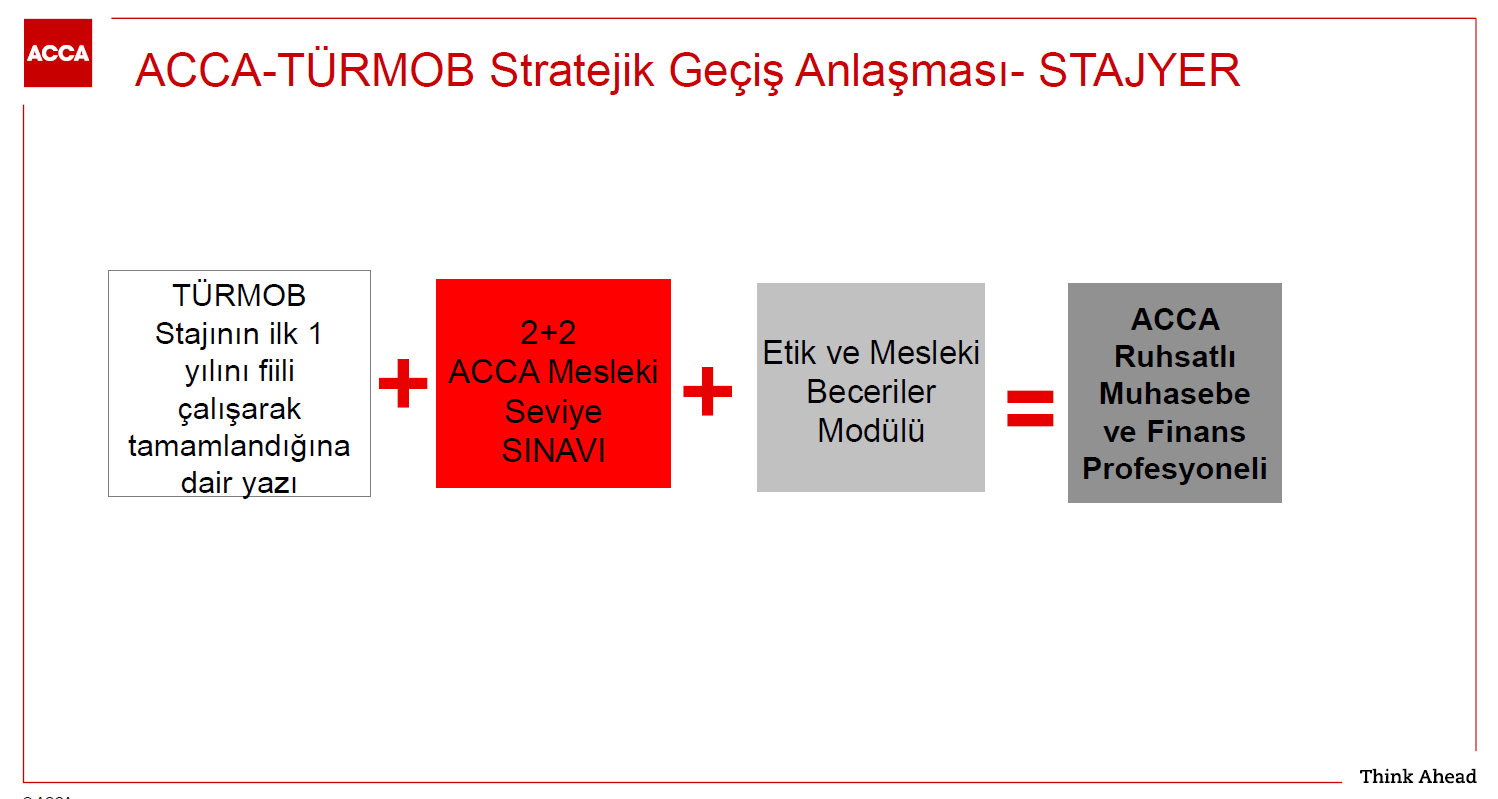 ACCA
ACCA-TÜRMOB Stratejik Geçiş Anlaşması- STAJYER
TÜRMOB
Stajının ilk 1
yılını fiili
çalışarak
tamamlandığına
dair yazı
+
2+2
ACCA Mesleki
Seviye
SINAVI
+
Etik ve Mesleki
Beceriler
Modülü
=
ACCA
Ruhsatlı
Muhasebe
ve Finans
Profesyoneli
Think Ahead